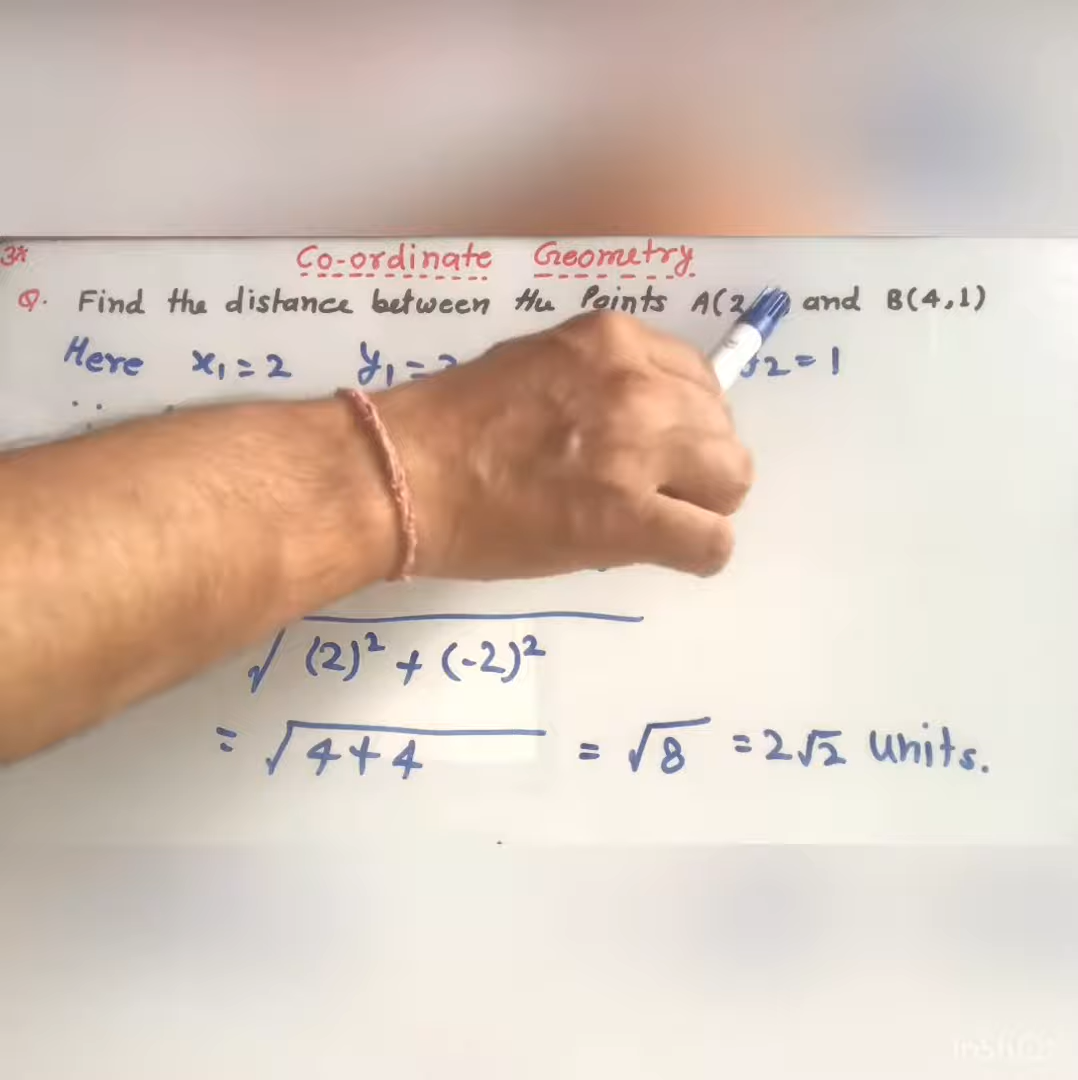 Co-ordinate Geometry
Q. Find the distance between the Points A(2, and B(4,1)
Here x₁=2 y₁= 2=1
√(2)² + (-2)²
= √4+4 = √8 = 2√2 units.